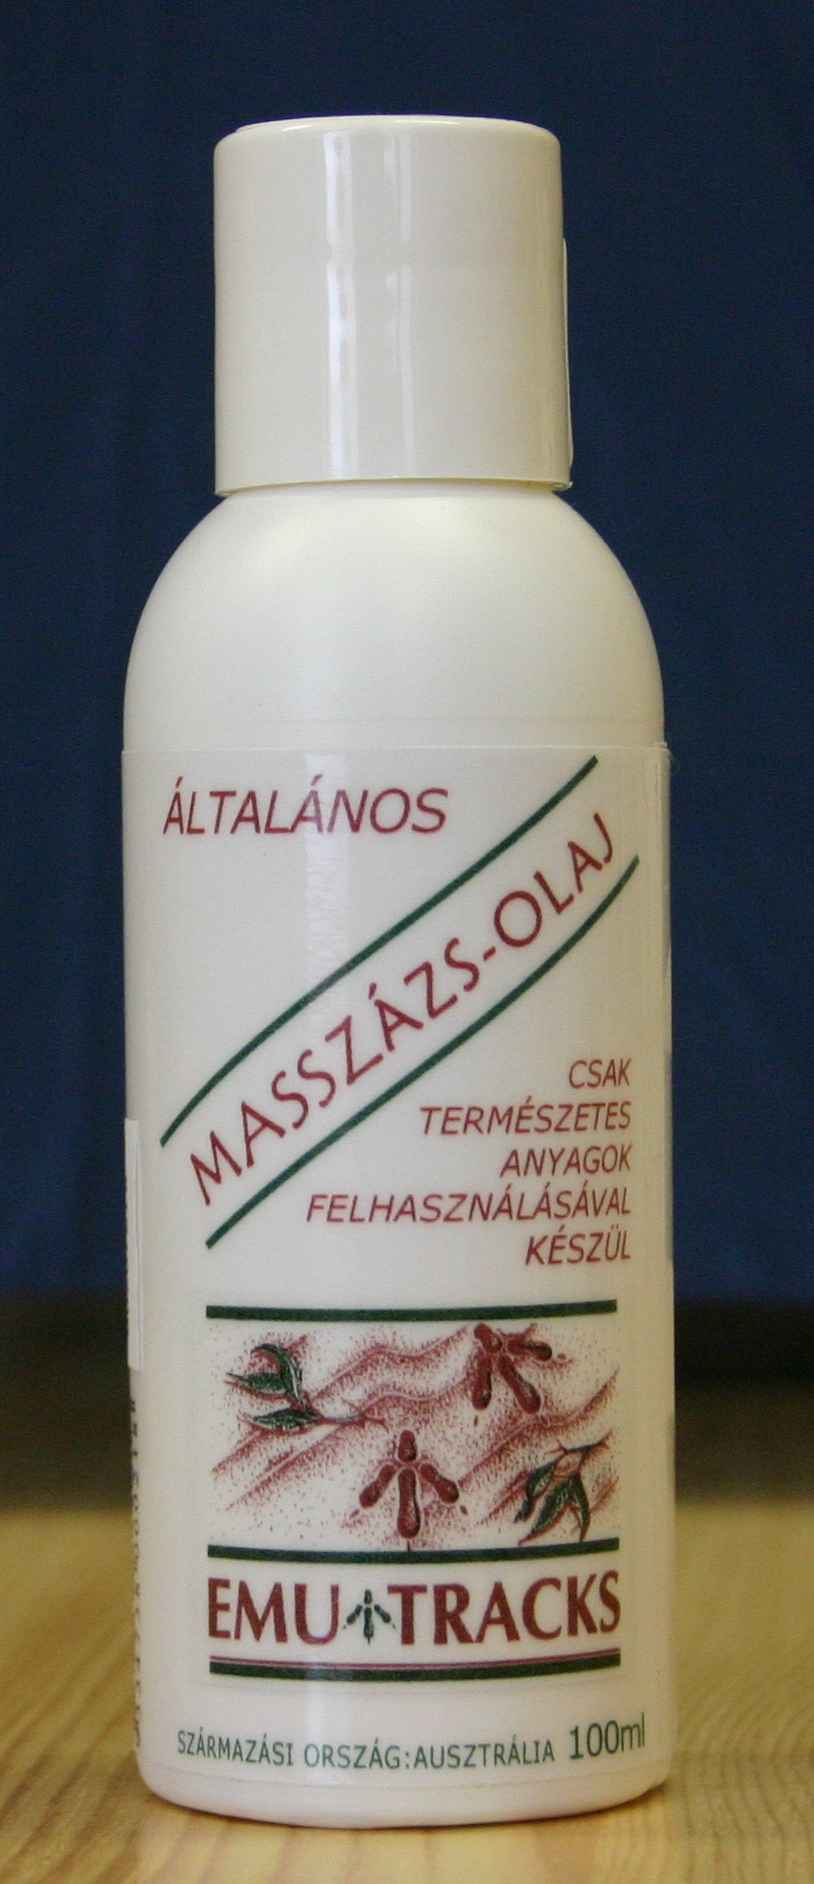 ÁLTALÁNOS
MASSZÁZS-OLAJ
CSAK
TERMÉSZETES
ANYAGOK
FELHASZNÁLÁSÁVAL
KÉSZÜL
EMU TRACKS
SZÁRMAZÁSI ORSZÁG:AUSZTRÁLIA 100ml